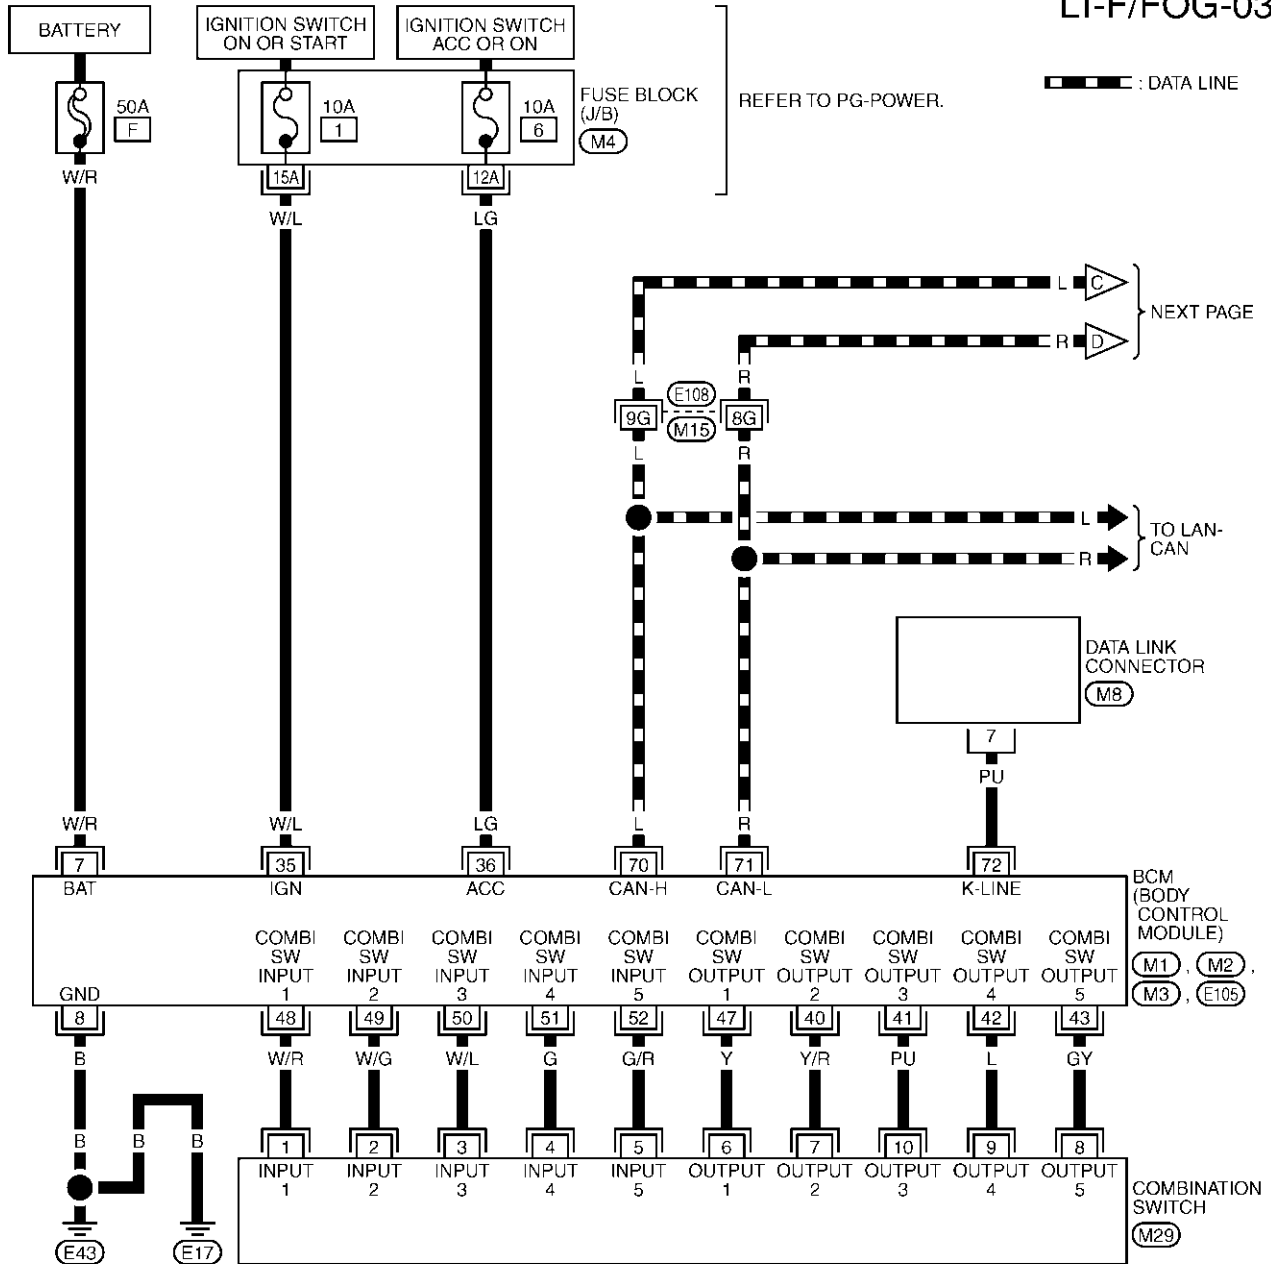 LT-F/FOG-03
BATTERY
IGNITION SWITCH
ON OR START
IGNITION SWITCH
ACC OR ON
50A
F
10A
1
10A
6
FUSE BLOCK
(J/B)
M4
REFER TO PG-POWER.
: DATA LINE
W/R
15A
12A
W/L
LG
L
C
NEXT PAGE
R
D
L
R
E108
9G
8G
M15
L
R
L
R
TO LAN-
CAN
DATA LINK
CONNECTOR
M8
7
PU
W/R
W/L
LG
L
R
7
35
36
70
71
72
BAT
IGN
ACC
CAN-H
CAN-L
K-LINE
BCM
(BODY
CONTROL
MODULE)
M1 , M2 ,
M3 , E105
COMBI COMBI COMBI COMBI COMBI COMBI COMBI COMBI COMBI COMBI
SW SW SW SW SW SW SW SW SW SW
INPUT INPUT INPUT INPUT INPUT OUTPUT OUTPUT OUTPUT OUTPUT OUTPUT
GND 1 2 3 4 5 1 2 3 4 5
8 48 49 50 51 52 47 40 41 42 43
B W/R W/G W/L G G/R Y Y/R PU L GY
B B B
1 2 3 4 5 6 7 10 9 8
INPUT INPUT INPUT INPUT INPUT OUTPUT OUTPUT OUTPUT OUTPUT OUTPUT
1 2 3 4 5 1 2 3 4 5
COMBINATION
SWITCH
M29
E43
E17